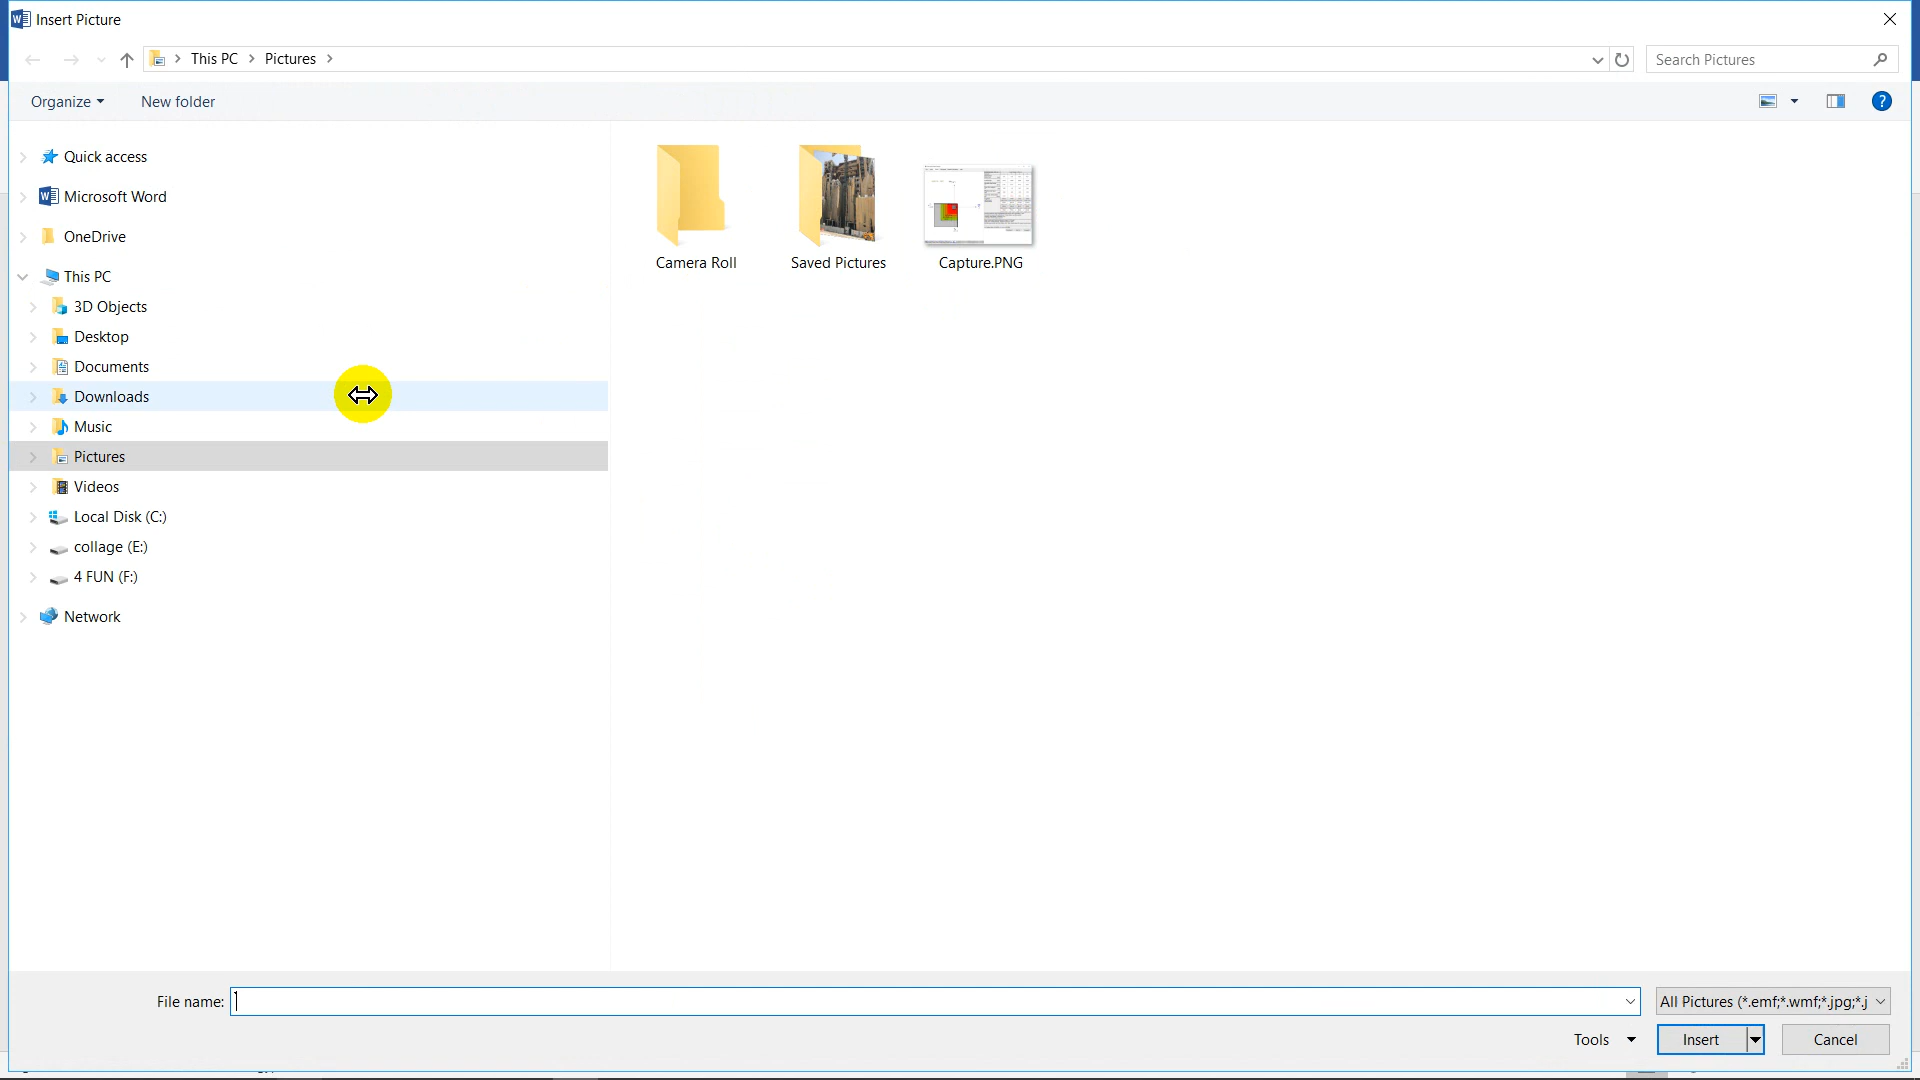 Insert Picture
This PC
Pictures
Search Pictures
Organize
New folder
?
Quick access
Microsoft Word
OneDrive
This PC
3D Objects
Desktop
Documents
Downloads
Music
Pictures
Videos
Local Disk (C:)
collage (E:)
4 FUN (F:)
Network
Camera Roll
Saved Pictures
Capture.PNG
File name:
All Pictures (*.emf;*.wmf;*.jpg;*.j
Tools
Insert
Cancel